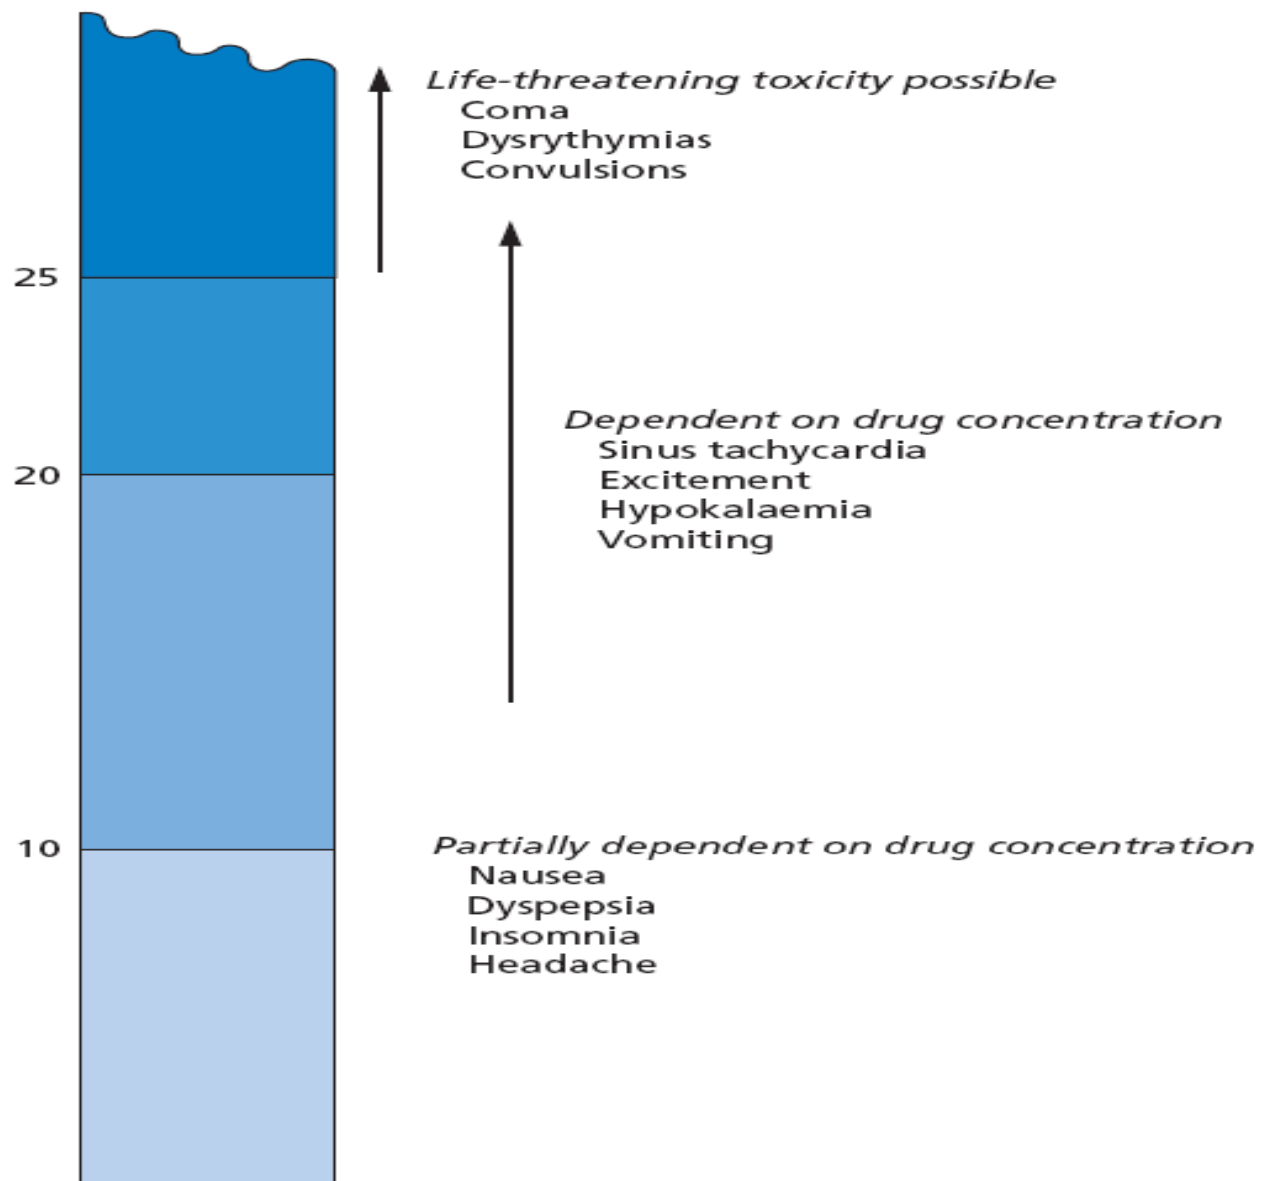 Life-threatening toxicity possible
Coma
Dysrythymias
Convulsions
25
Dependent on drug concentration
20
Sinus tachycardia
Excitement
Hypokalaemia
Vomiting
10
Partially dependent on drug concentration
Nausea
Dyspepsia
Insomnia
Headache